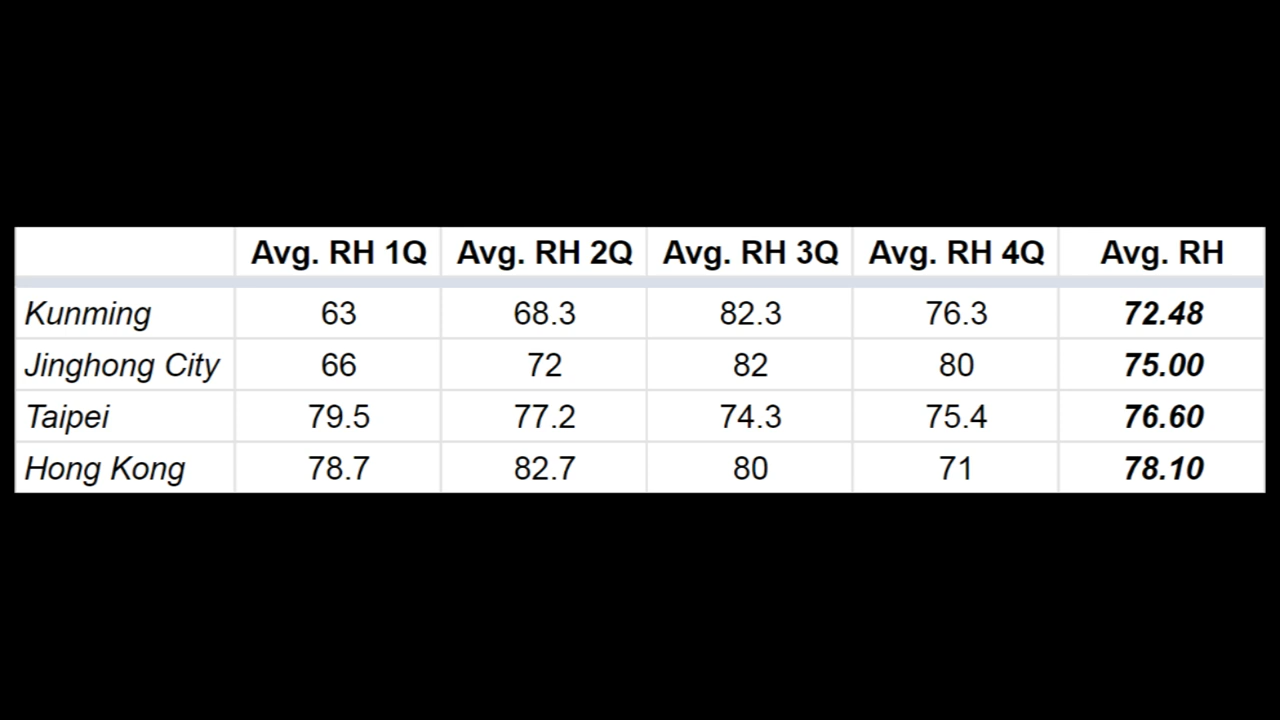 Avg. RH 1Q Avg. RH 2Q Avg. RH 3Q Avg. RH 4Q Avg. RH
Kunming 63 68.3 82.3 76.3 72.48
Jinghong City 66 72 82 80 75.00
Taipei 79.5 77.2 74.3 75.4 76.60
Hong Kong 78.7 82.7 80 71 78.10